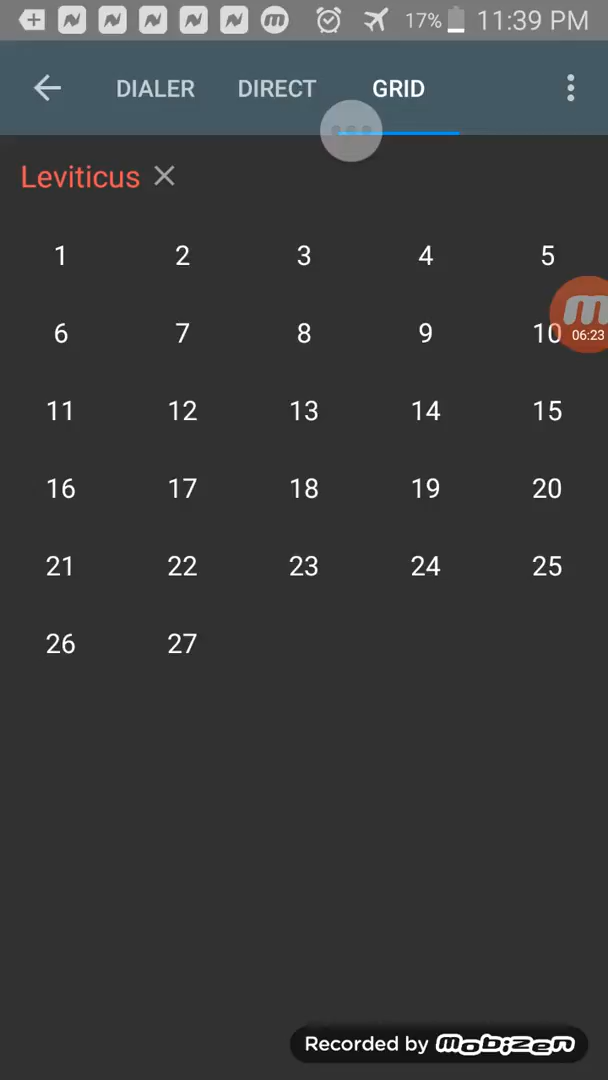 17% 11:39 PM
DIALER DIRECT GRID
Leviticus
1 2 3 4 5
6 7 8 9 10
06:23
11 12 13 14 15
16 17 18 19 20
21 22 23 24 25
26 27
Recorded by mobizen